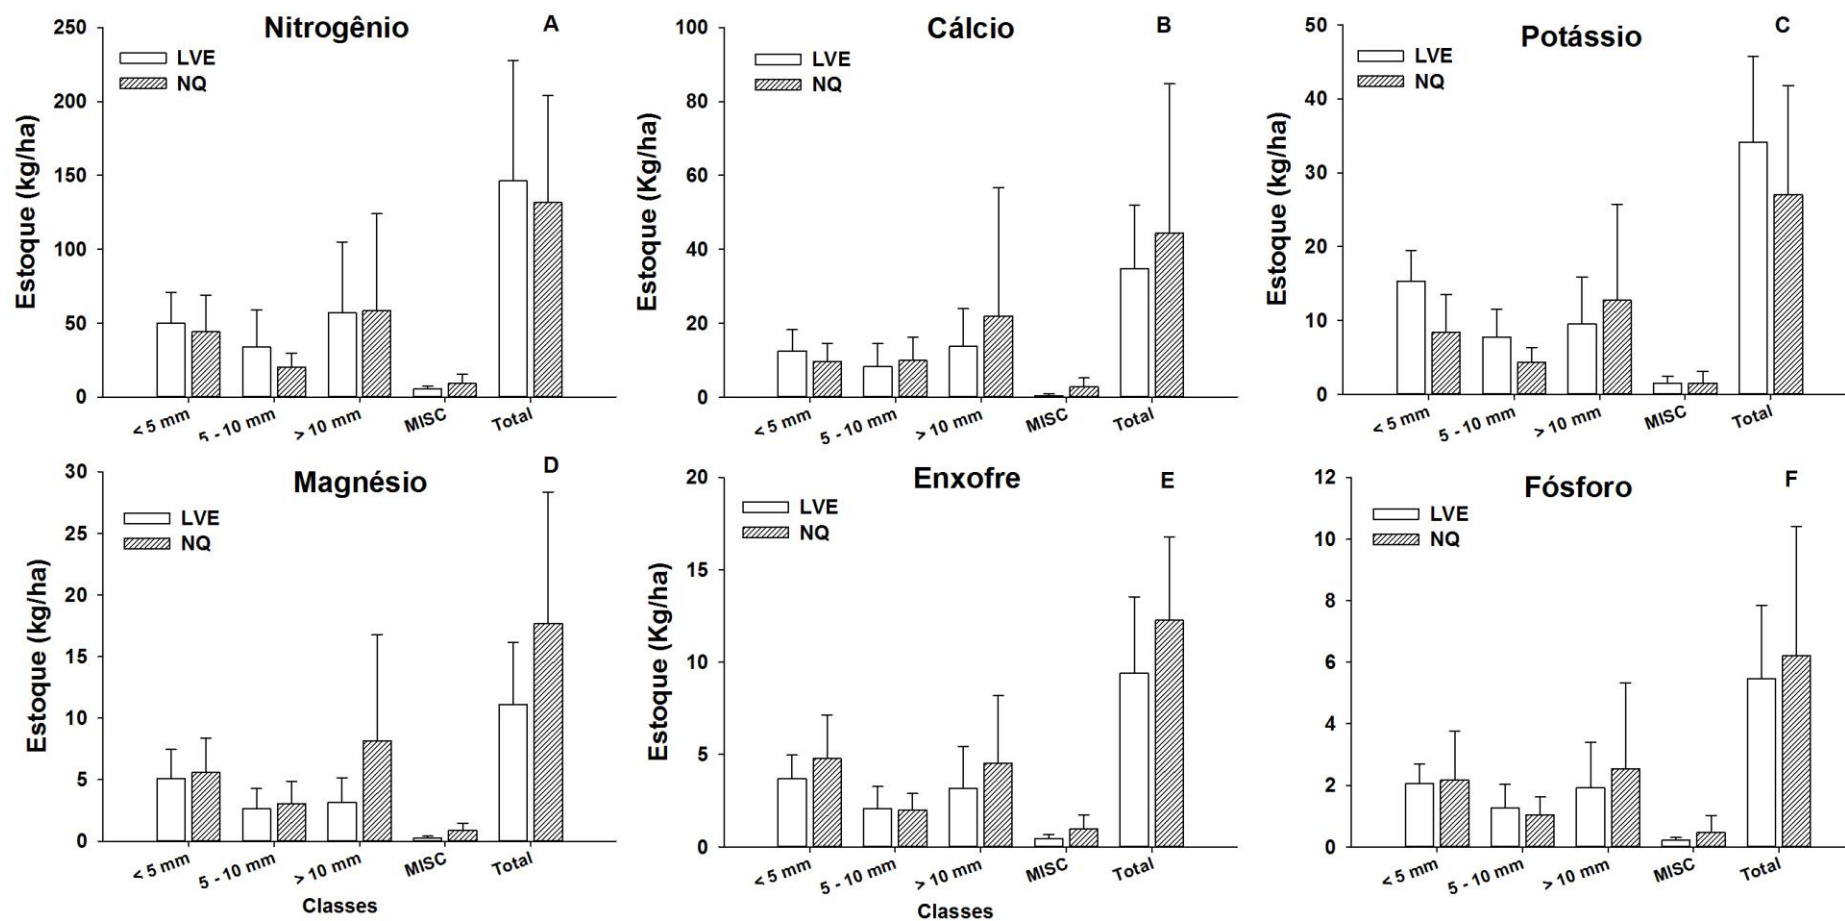 Nitrogênio
A
LVE
NQ
Estoque (kg/ha)
250
200
150
100
50
0
< 5 mm
5 - 10 mm
> 10 mm
MISC
Total
Cálcio
B
LVE
NQ
Estoque (Kg/ha)
100
80
60
40
20
0
< 5 mm
5 - 10 mm
> 10 mm
MISC
Total
Potássio
C
LVE
NQ
Estoque (kg/ha)
50
40
30
20
10
0
< 5 mm
5 - 10 mm
> 10 mm
MISC
Total
Magnésio
D
LVE
NQ
Estoque (kg/ha)
30
25
20
15
10
5
0
< 5 mm
5 - 10 mm
> 10 mm
MISC
Total
Classes
Enxofre
E
LVE
NQ
Estoque (Kg/ha)
20
15
10
5
0
< 5 mm
5 - 10 mm
> 10 mm
MISC
Total
Classes
Fósforo
F
LVE
NQ
12
10
8
6
4
2
0
< 5 mm
5 - 10 mm
> 10 mm
MISC
Total